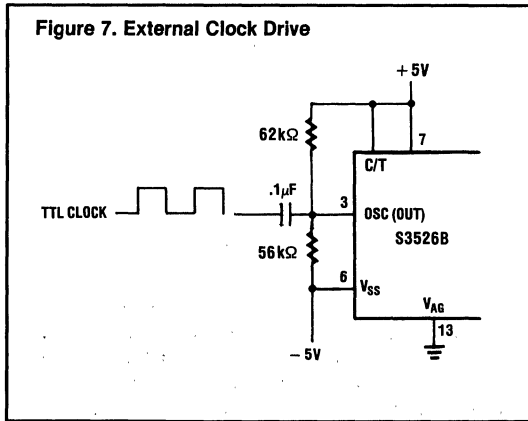 Figure 7. External Clock Drive
+5V
7
62kΩ
C/T
.1μF
TTL CLOCK
3
OSC (OUT)
S3526B
56kΩ
6
VSS
VAG
13
−5V